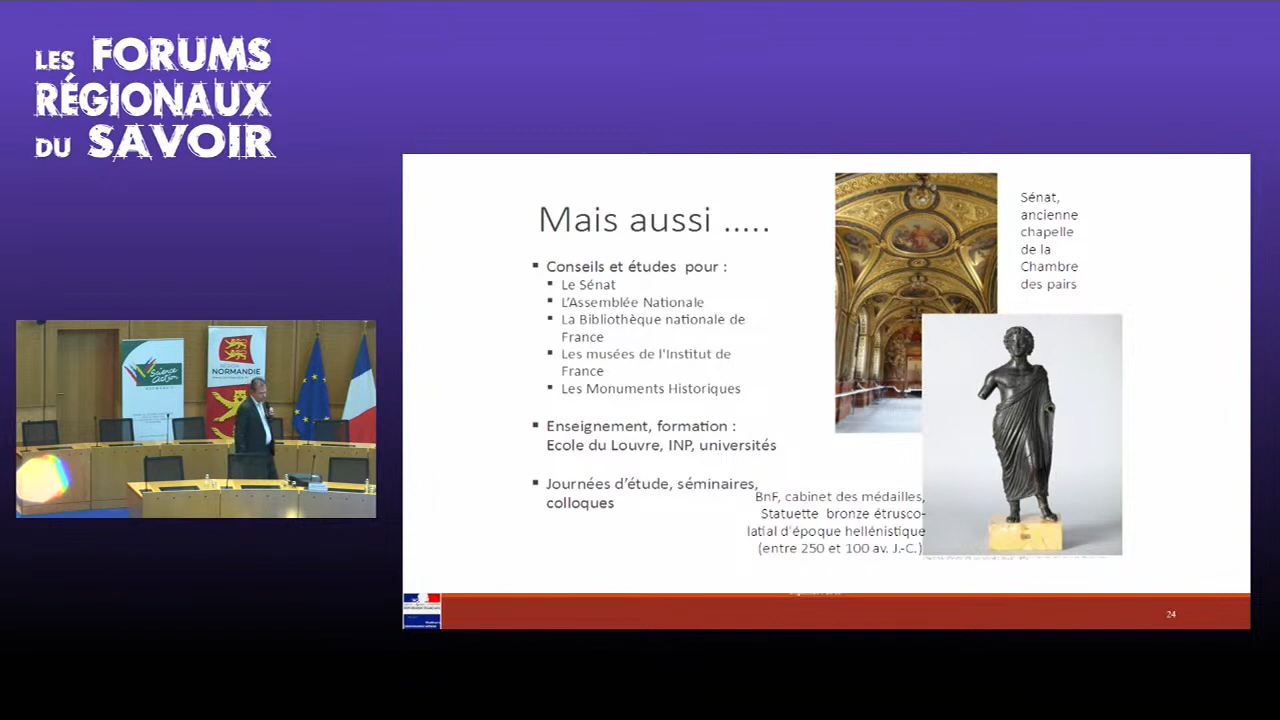 LES FORUMS
RÉGIONAUX
DU SAVOIR
Mais aussi .....
Conseils et études pour :
Le Sénat
L'Assemblée Nationale
La Bibliothèque nationale de
France
Les musées de l'Institut de
France
Les Monuments Historiques
Enseignement, formation :
Ecole du Louvre, INP, universités
Journées d'étude, séminaires,
colloques
Sénat,
ancienne
chapelle
de la
Chambre
des pairs
BnF, cabinet des médailles,
Statuette bronze étrusco-
latial d'époque hellénistique
(entre 250 et 100 av. J.-C.)
24
Science
Action
NORMANDIE